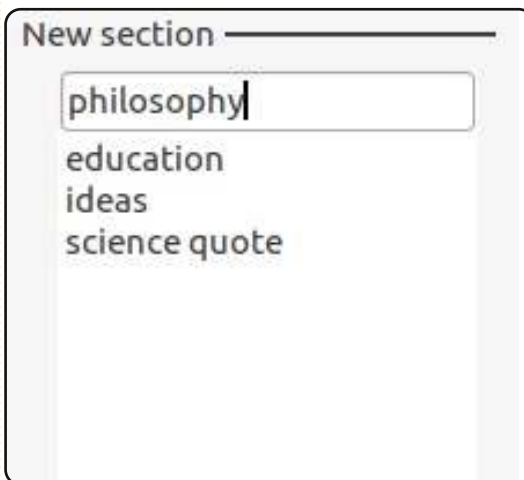 New section
philosophy
education
ideas
science quote